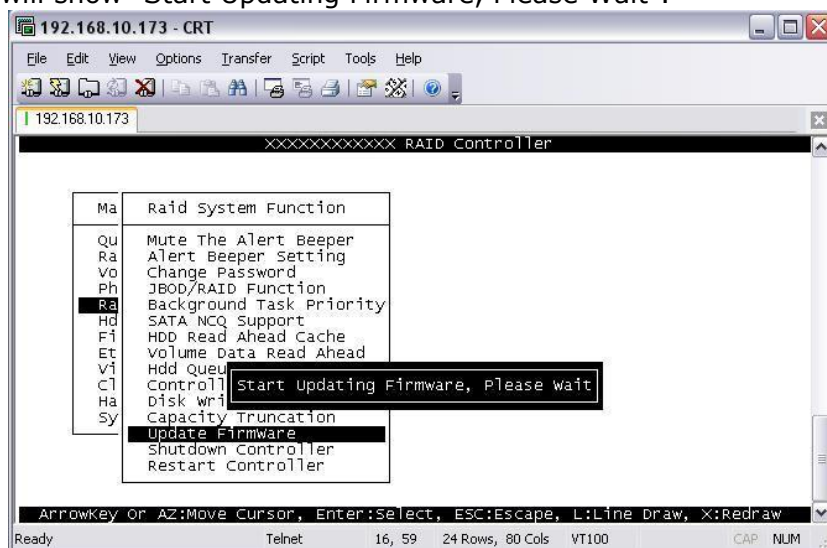 will show "Start Updating Firmware, Please Wait".
192.168.10.173 - CRT
File Edit View Options Transfer Script Tools Help
192.168.10.173
XXXXXXXXXXXX RAID Controller
Ma
Raid System Function
Qu
Mute The Alert Beeper
Ra
Alert Beeper Setting
Vo
Change Password
Ph
JBOD/RAID Function
Ra
Background Task Priority
Hd
SATA NCQ Support
Fi
HDD Read Ahead Cache
Et
Volume Data Read Ahead
Vi
Hdd Queu
Cl
Controll
Start Updating Firmware, Please Wait
Ha
Disk Wri
Sy
Capacity Truncation
Update FirmWare
Shutdown Controller
Restart Controller
ArrowKey Or AZ:Move Cursor, Enter:Select, ESC:Escape, L:Line Draw, X:Redraw
Ready Telnet 16, 59 24 Rows, 80 Cols VT100 CAP NUM